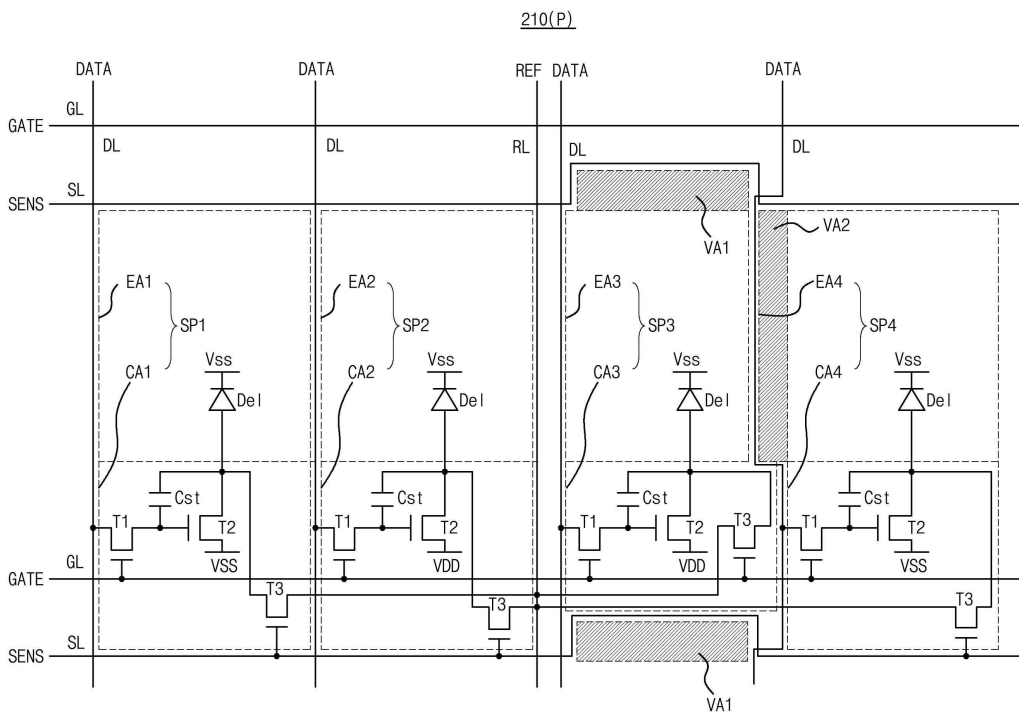 210(P)
DATA DATA REF DATA DATA
GL
GATE
DL DL RL DL DL
SL
SENS
VA1 VA2
EA1 EA2 EA3 EA4
SP1 SP2 SP3 SP4
Vss Vss Vss Vss
CA1 CA2 CA3 CA4
Del Del Del Del
Cst Cst Cst Cst
T1 T2 T1 T2 T1 T2 T3 T1 T2
VSS VDD VDD VSS
GL
GATE
T3 T3 T3
SL
SENS
VA1